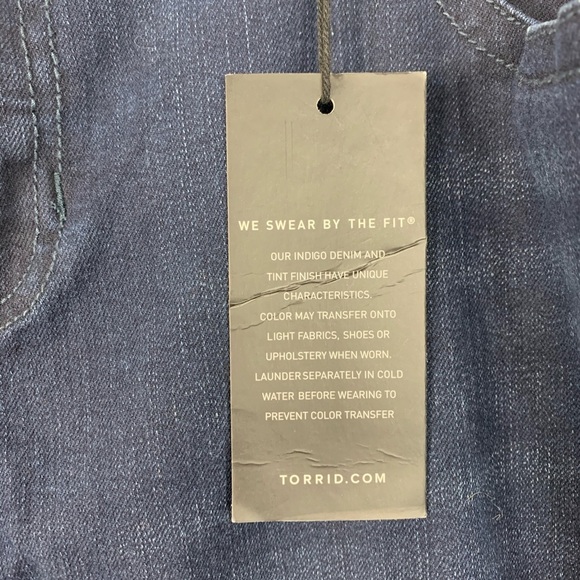 WE SWEAR BY THE FIT®
OUR INDIGO DENIM AND
TINT FINISH HAVE UNIQUE
CHARACTERISTICS.
COLOR MAY TRANSFER ONTO
LIGHT FABRICS, SHOES OR
UPHOLSTERY WHEN WORN.
LAUNDER SEPARATELY IN COLD
WATER BEFORE WEARING TO
PREVENT COLOR TRANSFER
TORRID.COM